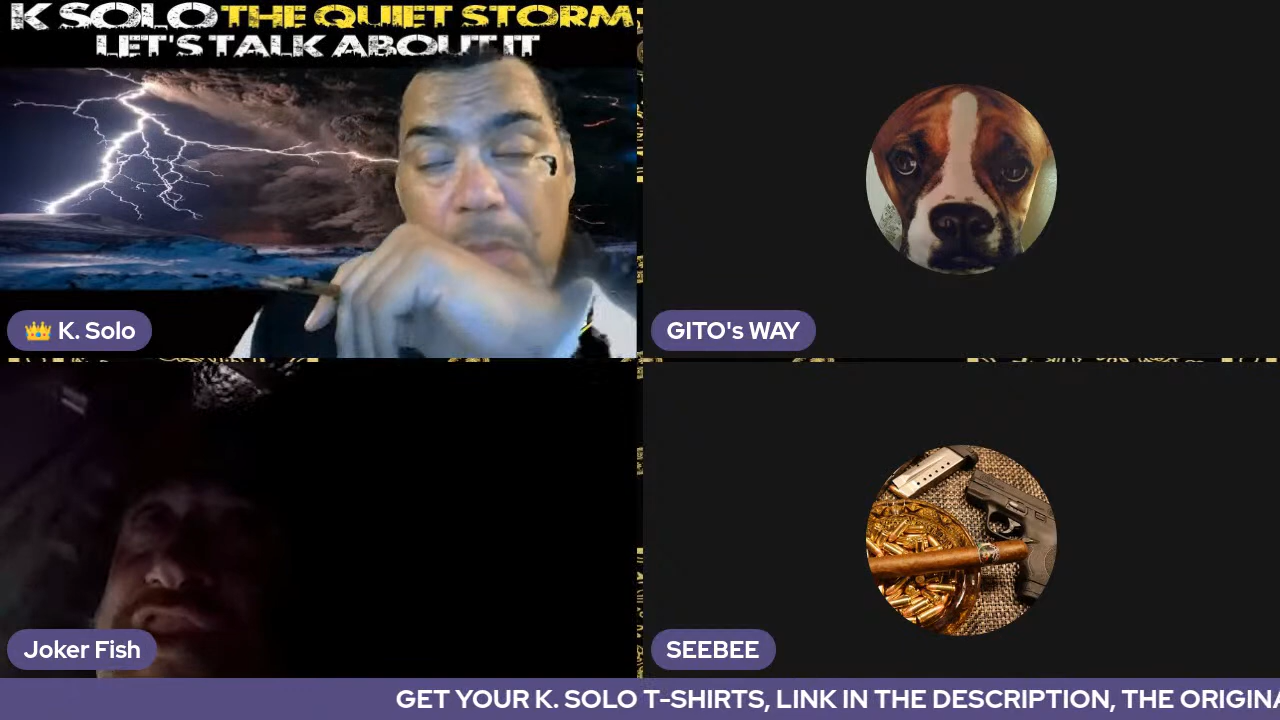 K SOLO THE QUIET STORM
LET'S TALK ABOUT IT
K. Solo
GITO's WAY
Joker Fish
SEEBEE
GET YOUR K. SOLO T-SHIRTS, LINK IN THE DESCRIPTION, THE ORIGINA